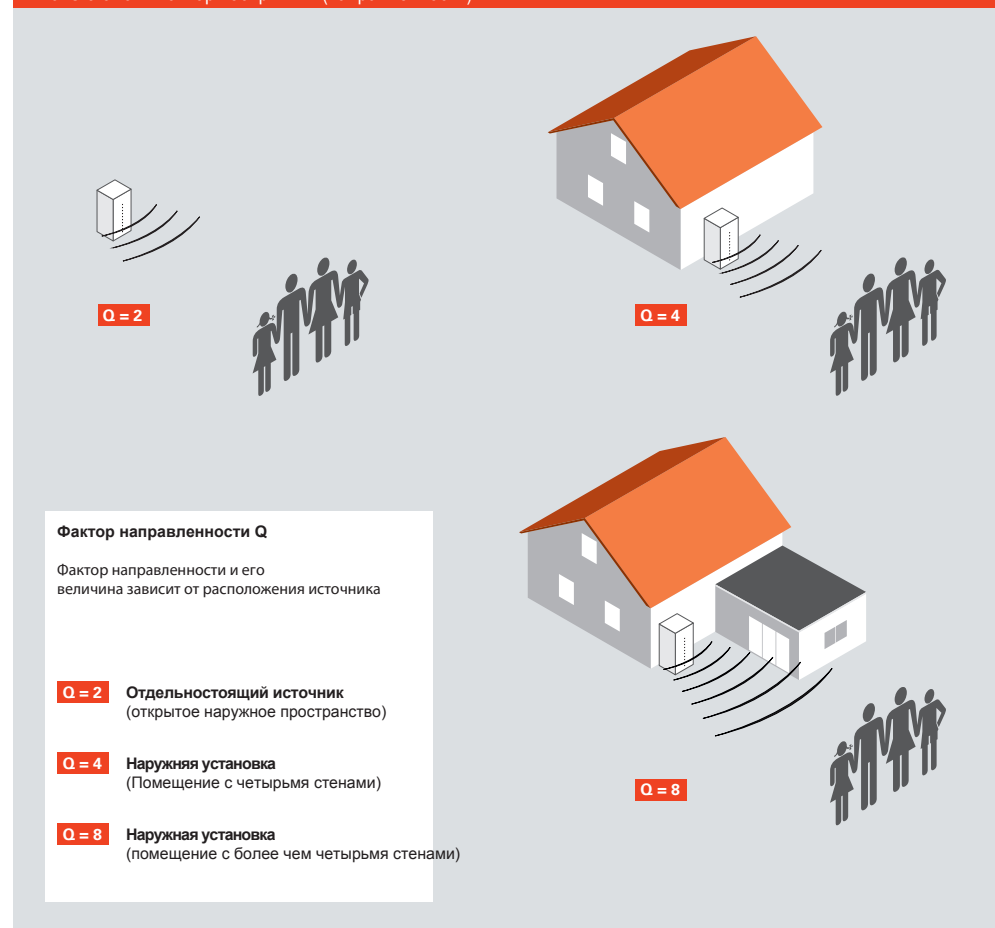 Q = 2
Q = 4
Фактор направленности Q
Фактор направленности и его
величина зависит от расположения источника
Q = 2 Отдельностоящий источник
(открытое наружное пространство)
Q = 4 Наружняя установка
(Помещение с четырьмя стенами)
Q = 8 Наружная установка
(помещение с более чем четырьмя стенами)
Q = 8